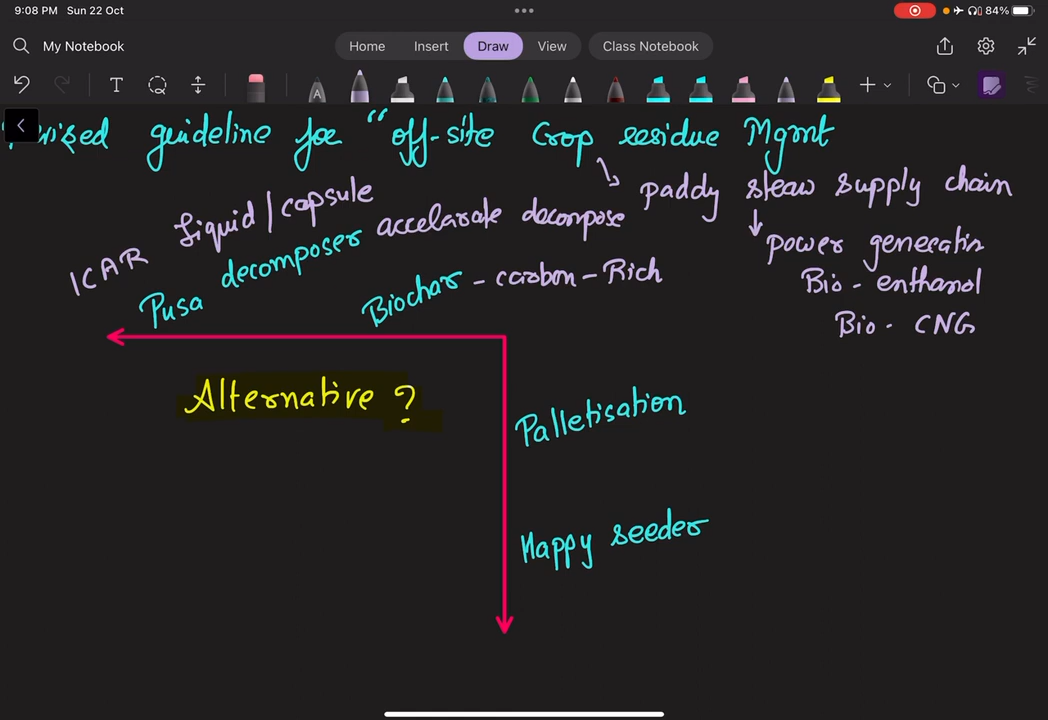 9:08 PM Sun 22 Oct
84%
My Notebook
Home Insert Draw View Class Notebook
T
A
guideline for "off-site Crop residue Mgmt
Paddy straw supply chain
power generatin
Bio - enthanol
Bio - CNG
Liquid / capsule
ICAR
accelarate decompose
Pusa decomposer
Biochar - carbon - Rich
Alternative ?
Palletisation
Happy seeder